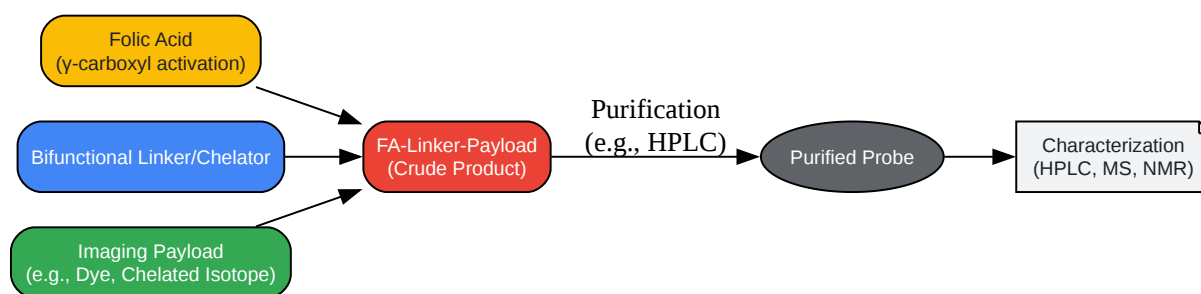 Folic Acid
(γ-carboxyl activation)
Bifunctional Linker/Chelator
Imaging Payload
(e.g., Dye, Chelated Isotope)
FA-Linker-Payload
(Crude Product)
Purification
(e.g., HPLC)
Purified Probe
Characterization
(HPLC, MS, NMR)